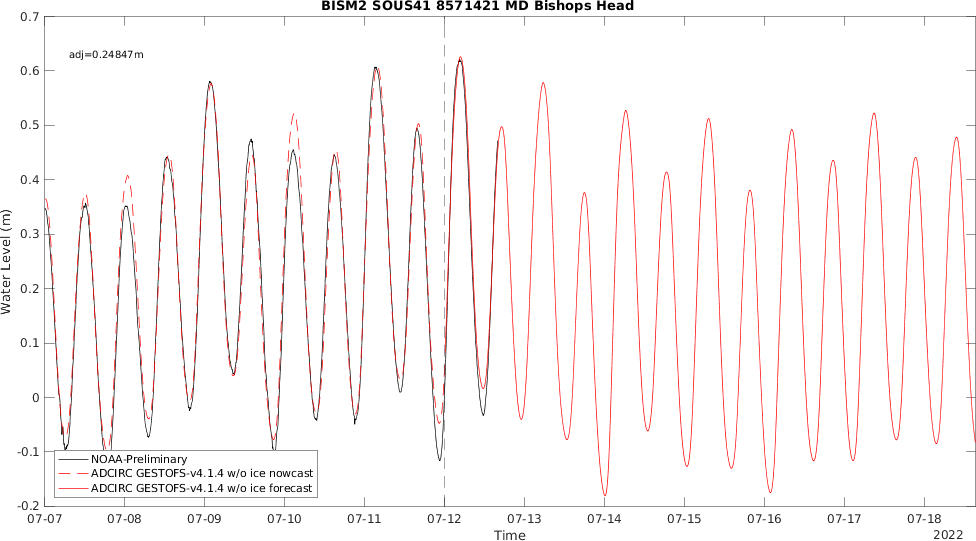 BISM2 SOUS41 8571421 MD Bishops Head
0.7
adj=0.24847m
0.6
0.5
0.4
0.3
0.2
0.1
0
-0.1
-0.2
Water Level (m)
NOAA-Preliminary
ADCIRC GESTOFS-v4.1.4 w/o ice nowcast
ADCIRC GESTOFS-v4.1.4 w/o ice forecast
07-07 07-08 07-09 07-10 07-11 07-12 07-13 07-14 07-15 07-16 07-17 07-18
Time
2022